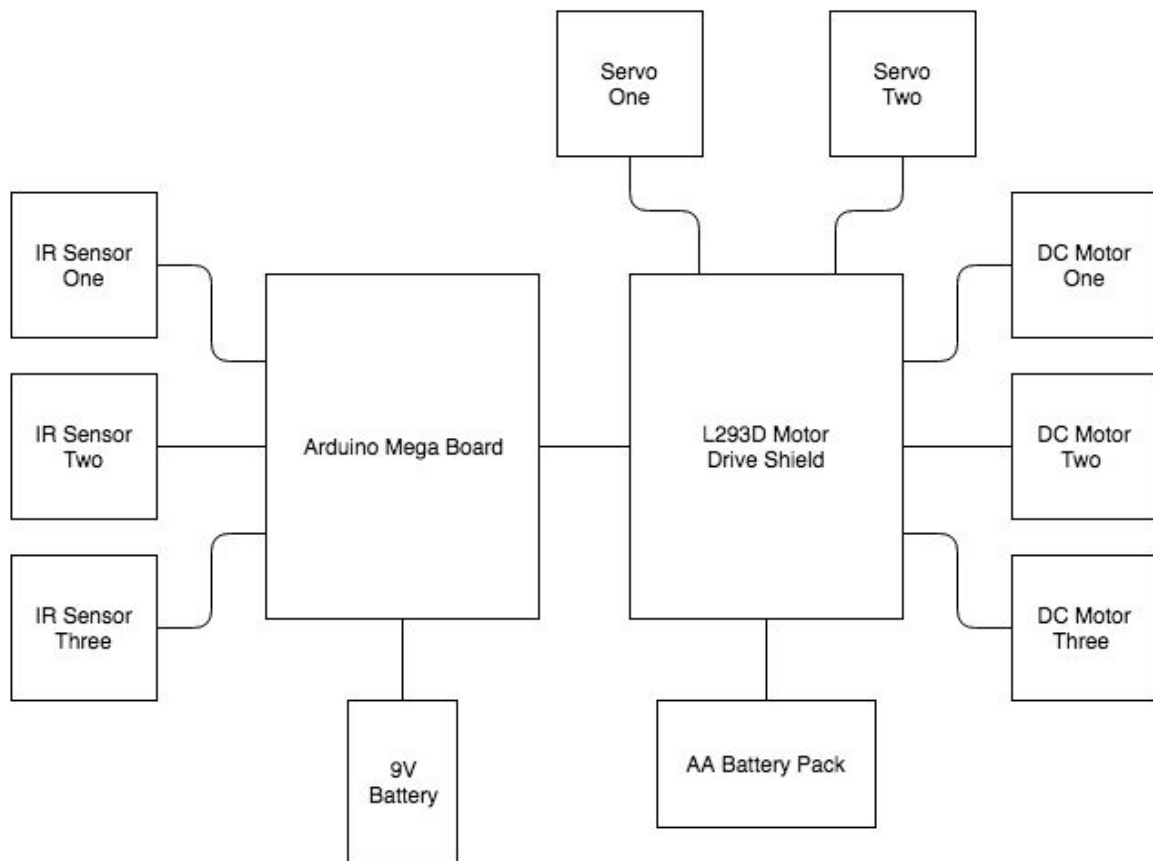 Servo
One
Servo
Two
IR Sensor
One
DC Motor
One
IR Sensor
Two
Arduino Mega Board
L293D Motor
Drive Shield
DC Motor
Two
IR Sensor
Three
DC Motor
Three
9V
Battery
AA Battery Pack